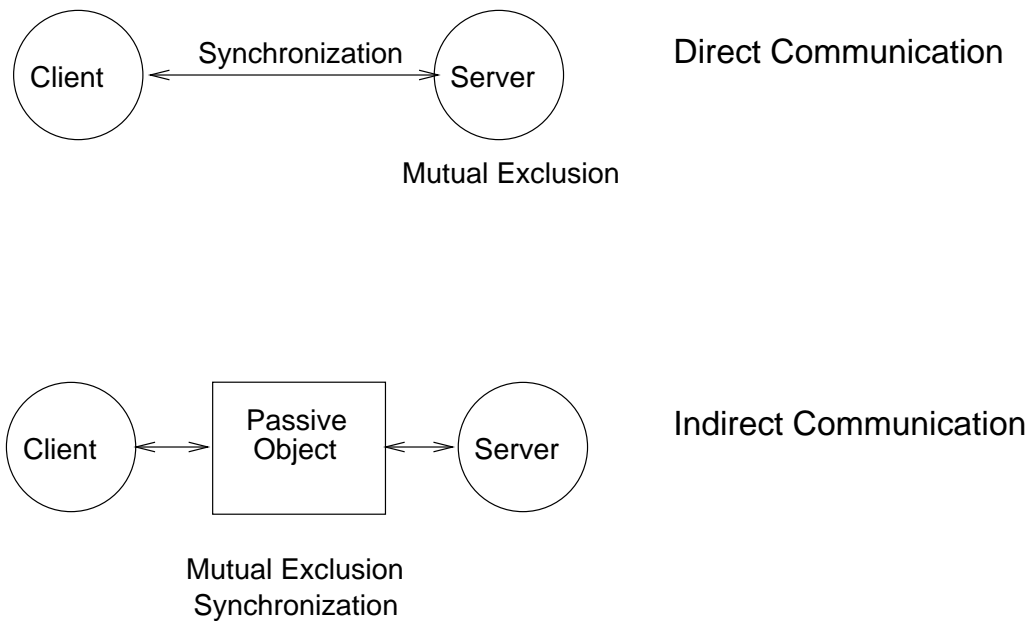 Synchronization
Direct Communication
Client
Server
Mutual Exclusion
Passive
Object
Indirect Communication
Client
Server
Mutual Exclusion
Synchronization